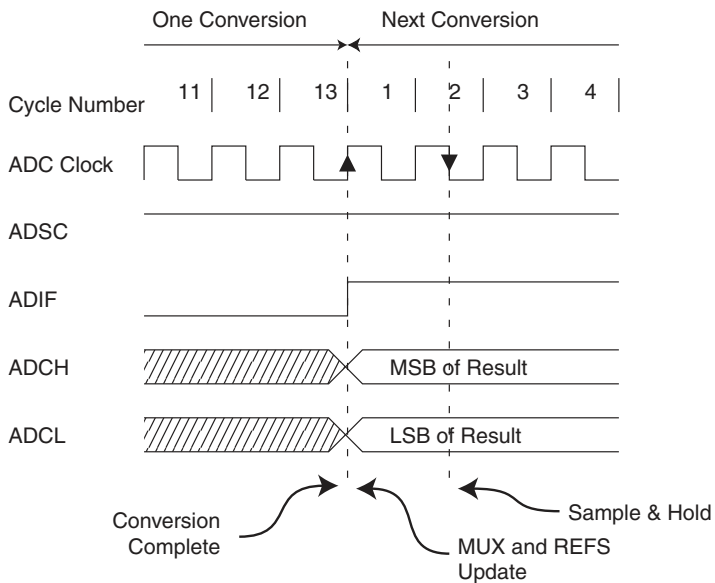 One Conversion Next Conversion
Cycle Number 11 12 13 1 2 3 4
ADC Clock
ADSC
ADIF
ADCH MSB of Result
ADCL LSB of Result
Conversion
Complete
MUX and REFS
Update
Sample & Hold